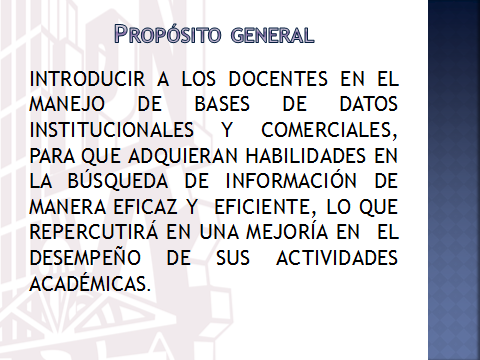 PROPÓSITO GENERAL
INTRODUCIR A LOS DOCENTES EN EL
MANEJO DE BASES DE DATOS
INSTITUCIONALES Y COMERCIALES,
PARA QUE ADQUIERAN HABILIDADES EN
LA BÚSQUEDA DE INFORMACIÓN DE
MANERA EFICAZ Y EFICIENTE, LO QUE
REPERCUTIRÁ EN UNA MEJORÍA EN EL
DESEMPEÑO DE SUS ACTIVIDADES
ACADÉMICAS.